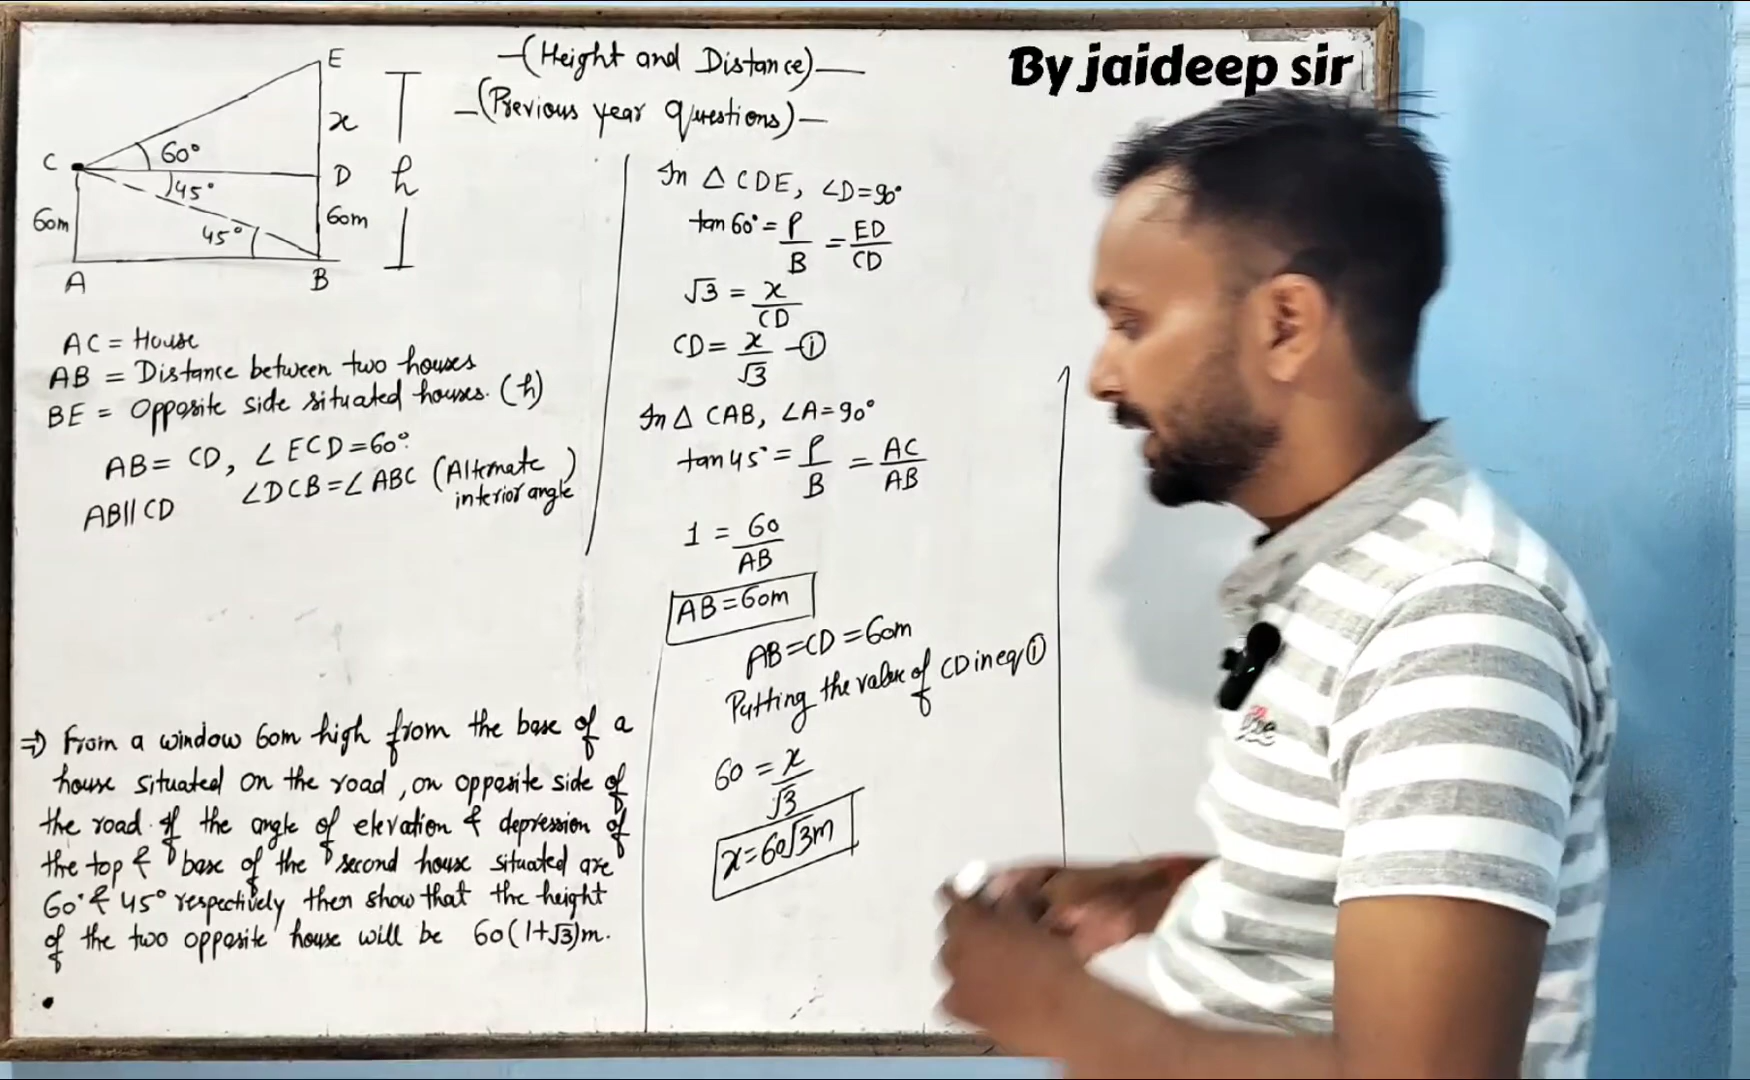 (Height and Distance)
(Previous year Questions)
By jaideep sir
E
x
C
60°
D
h
45°
60m
45°
60m
A
B
AC = House
AB = Distance between two houses
BE = Opposite side situated houses. (h)
AB = CD, ∠ECD=60°
AB||CD ∠DCB=∠ABC (Alternate interior angle)
⇒ From a window 60m high from the base of a
house situated on the road, on opposite side of
the road if the angle of elevation & depression of
the top & base of the second house situated are
60° & 45° respectively then show that the height
of the two opposite house will be 60(1+√3)m.
In △ CDE, ∠D=90°
tan 60° = P/B = ED/CD
√3 = x/CD
CD = x/√3 -①
In △ CAB, ∠A=90°
tan 45° = P/B = AC/AB
1 = 60/AB
AB=60m
AB=CD=60m
Putting the value of CD in eq ①
60 = x/√3
x=60√3m